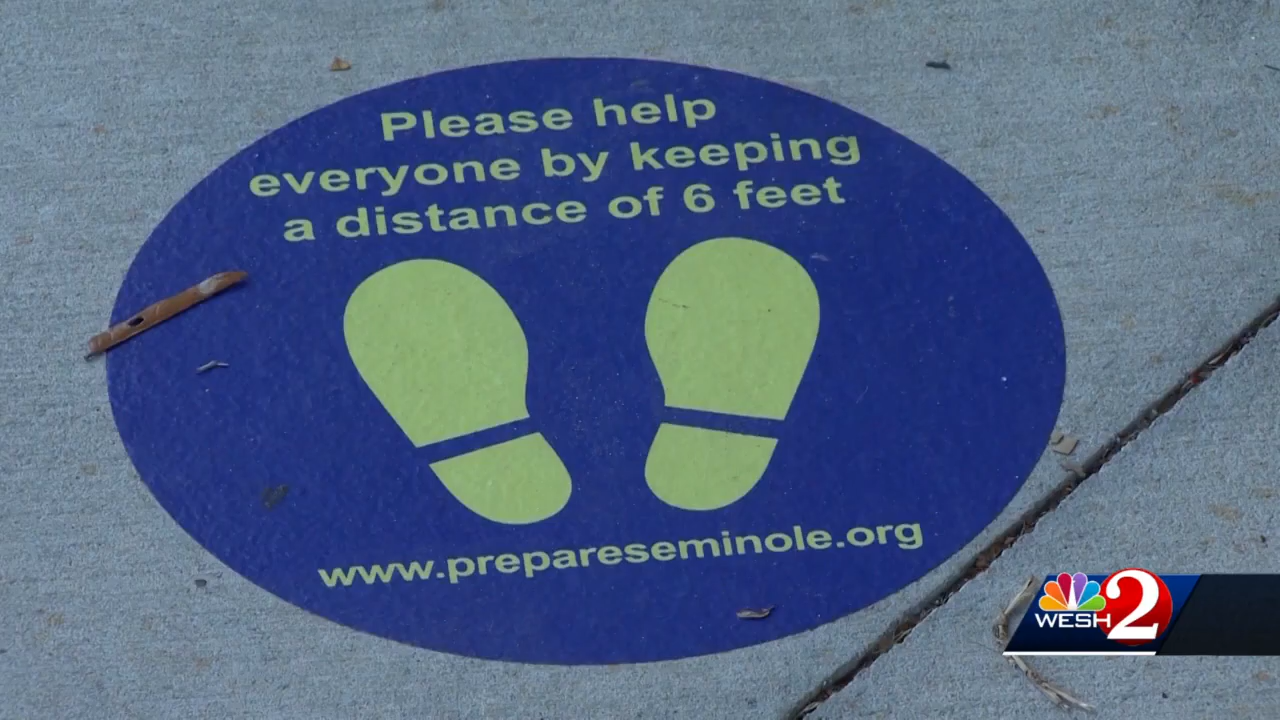 Please help
everyone by keeping
a distance of 6 feet
www.prepareseminole.org
WESH 2